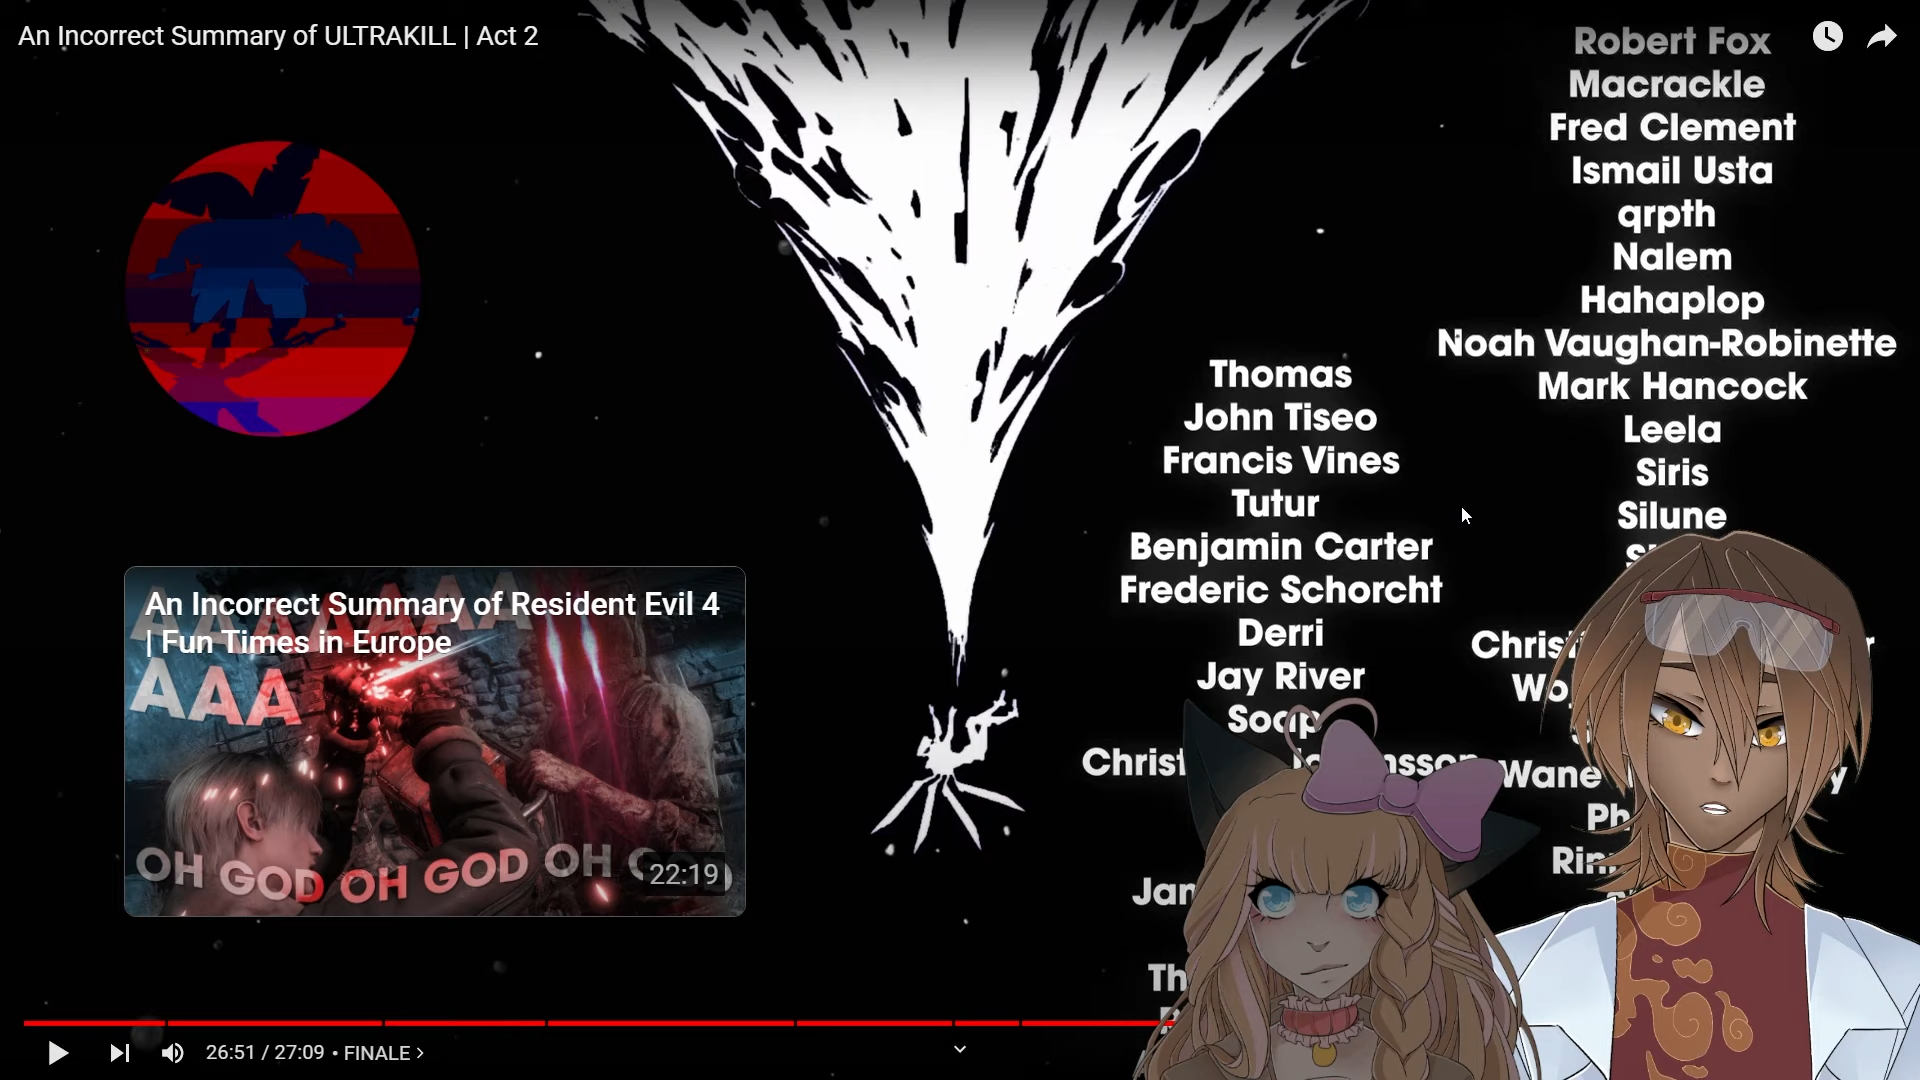 An Incorrect Summary of ULTRAKILL | Act 2
Robert Fox
Macrackle
Fred Clement
Ismail Usta
qrpth
Nalem
Hahaplop
Noah Vaughan-Robinette
Mark Hancock
Leela
Siris
Silune
Thomas
John Tiseo
Francis Vines
Tutur
Benjamin Carter
Frederic Schorcht
Derri
Jay River
Soap
An Incorrect Summary of Resident Evil 4
| Fun Times in Europe
AAA
OH GOD OH GOD OH
22:19
Wane
26:51 / 27:09 • FINALE